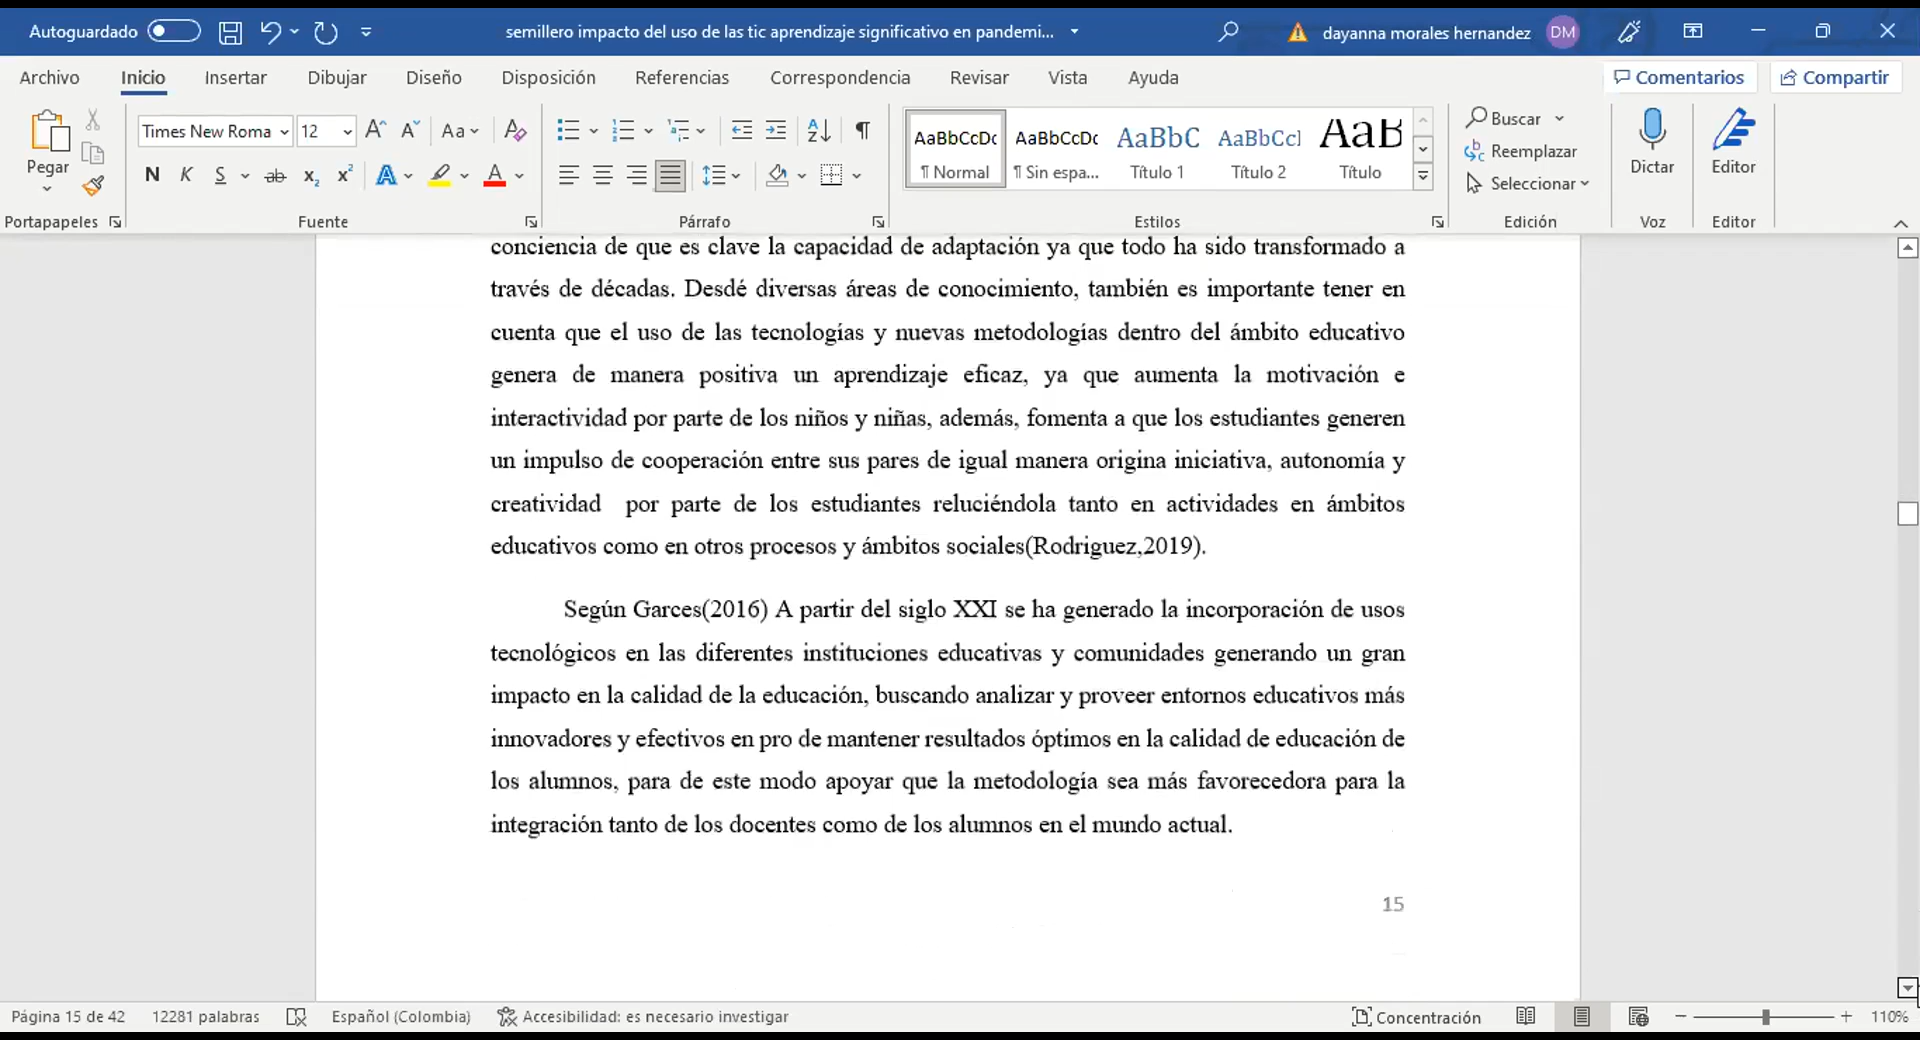 Autoguardado
semillero impacto del uso de las tic aprendizaje significativo en pandemi...
dayanna morales hernandez
DM
Archivo
Inicio
Insertar
Dibujar
Diseño
Disposición
Referencias
Correspondencia
Revisar
Vista
Ayuda
Comentarios
Compartir
Pegar
Times New Roma
12
Aa
N K S ab x₂ x²
AaBbCcDc
AaBbCcDc
AaBbC
AaBbCcI
AaB
¶ Normal
¶ Sin espa...
Título 1
Título 2
Título
Buscar
Reemplazar
Seleccionar
Dictar
Editor
Portapapeles
Fuente
Párrafo
Estilos
Edición
Voz
Editor
conciencia de que es clave la capacidad de adaptación ya que todo ha sido transformado a
través de décadas. Desdé diversas áreas de conocimiento, también es importante tener en
cuenta que el uso de las tecnologías y nuevas metodologías dentro del ámbito educativo
genera de manera positiva un aprendizaje eficaz, ya que aumenta la motivación e
interactividad por parte de los niños y niñas, además, fomenta a que los estudiantes generen
un impulso de cooperación entre sus pares de igual manera origina iniciativa, autonomía y
creatividad  por parte de los estudiantes reluciéndola tanto en actividades en ámbitos
educativos como en otros procesos y ámbitos sociales(Rodriguez,2019).
Según Garces(2016) A partir del siglo XXI se ha generado la incorporación de usos
tecnológicos en las diferentes instituciones educativas y comunidades generando un gran
impacto en la calidad de la educación, buscando analizar y proveer entornos educativos más
innovadores y efectivos en pro de mantener resultados óptimos en la calidad de educación de
los alumnos, para de este modo apoyar que la metodología sea más favorecedora para la
integración tanto de los docentes como de los alumnos en el mundo actual.
15
Página 15 de 42
12281 palabras
Español (Colombia)
Accesibilidad: es necesario investigar
Concentración
110%